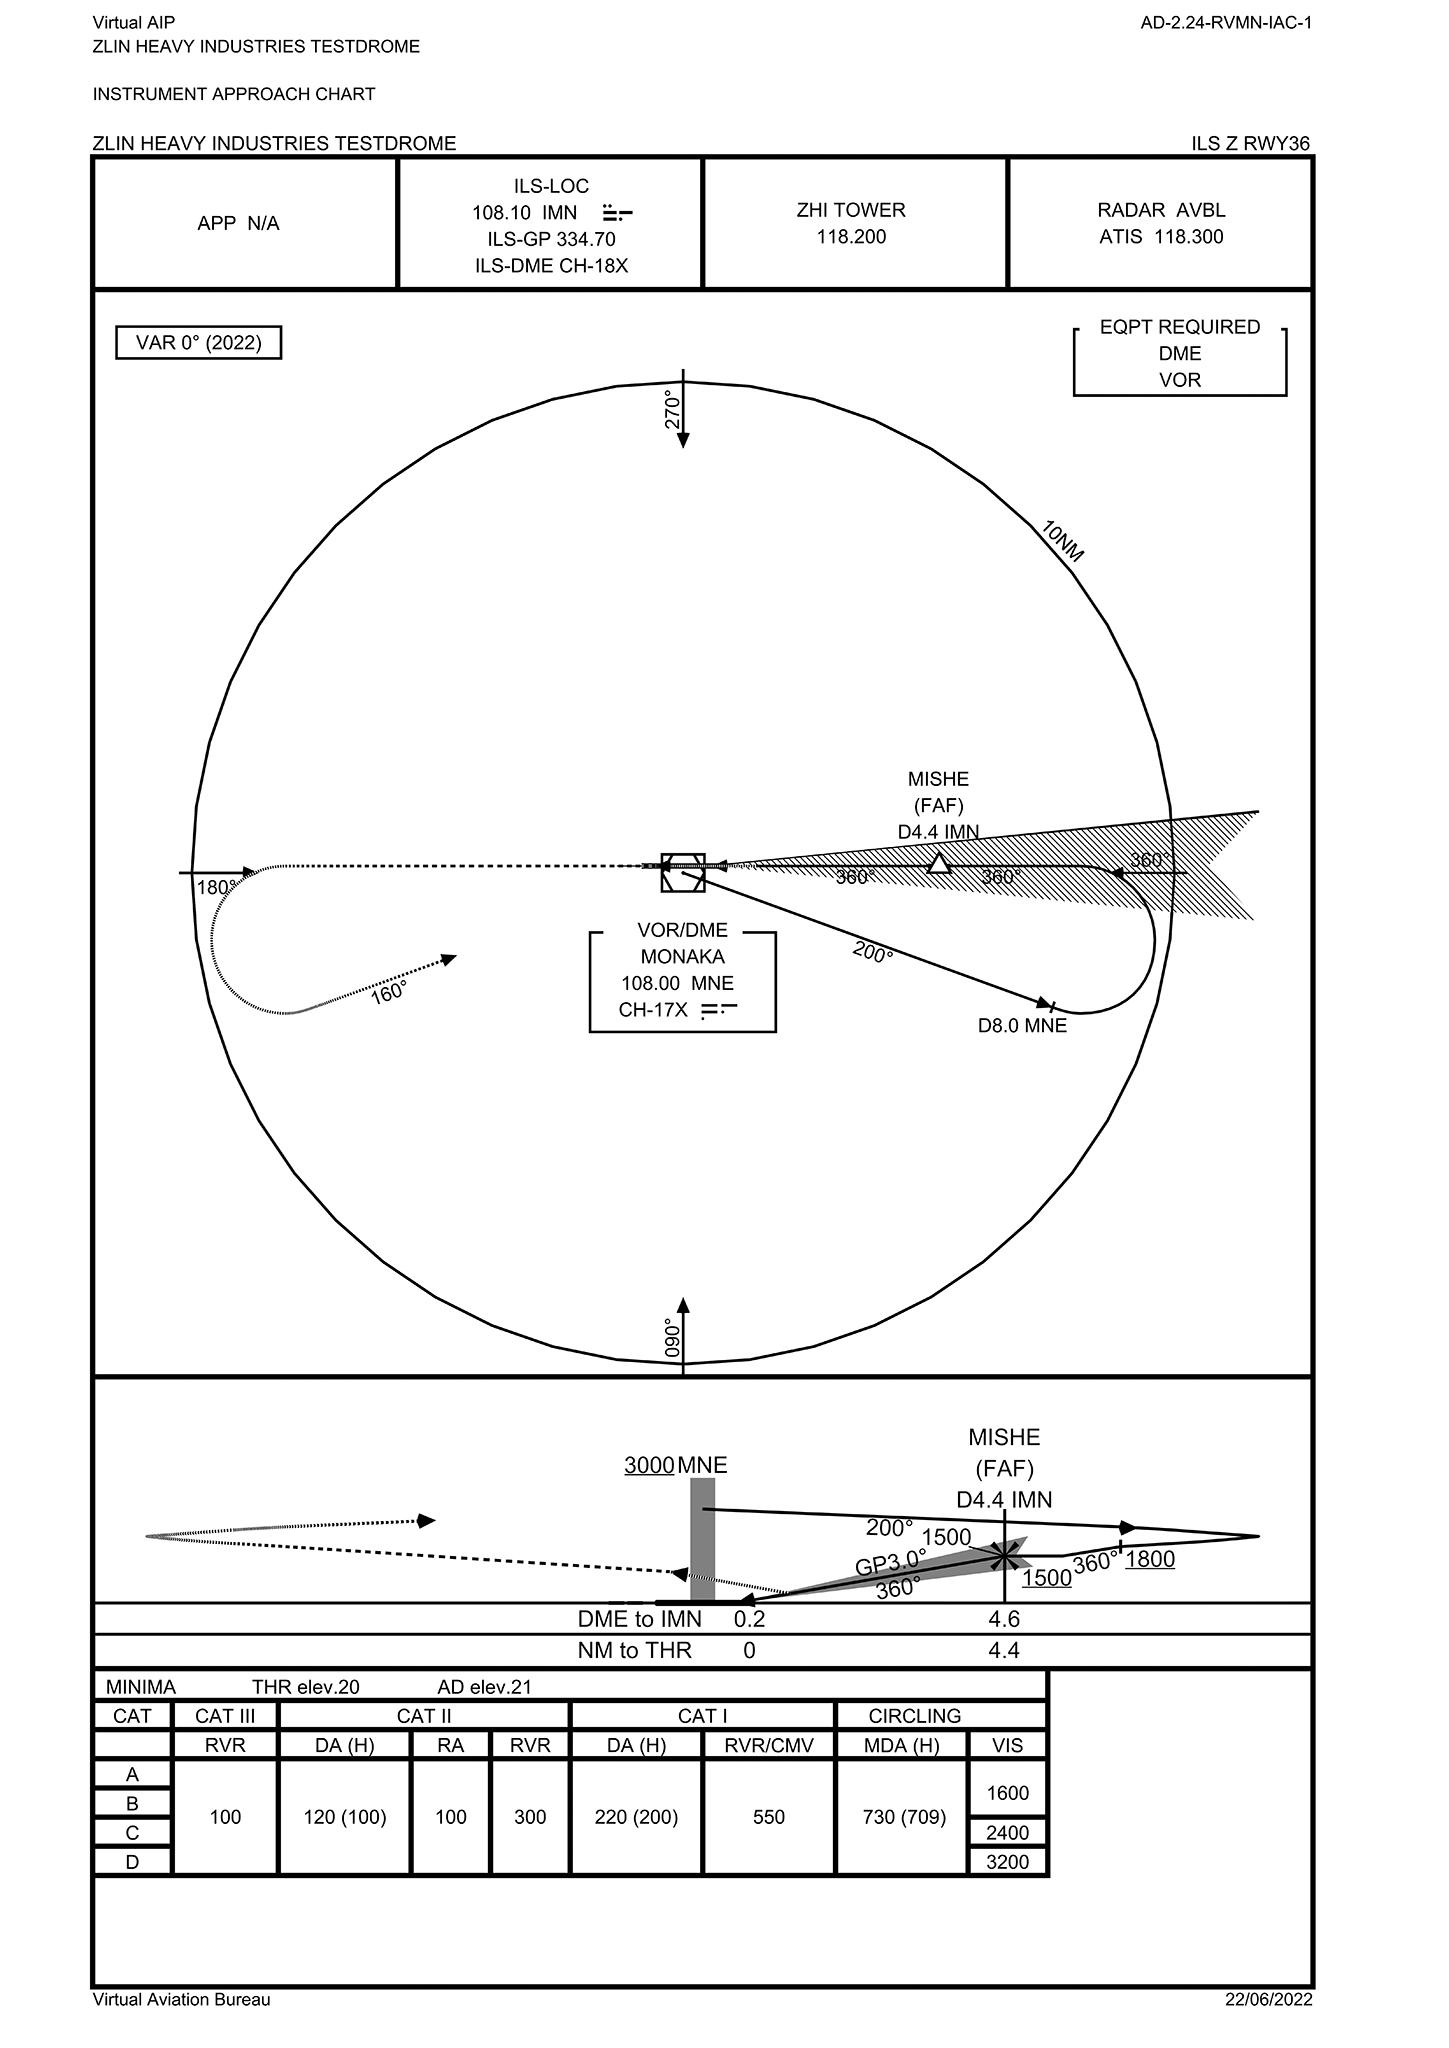 Virtual AIP
AD-2.24-RVMN-IAC-1
ZLIN HEAVY INDUSTRIES TESTDROME
INSTRUMENT APPROACH CHART
ZLIN HEAVY INDUSTRIES TESTDROME
ILS Z RWY36
APP N/A
ILS-LOC
108.10 IMN
ILS-GP 334.70
ILS-DME CH-18X
ZHI TOWER
118.200
RADAR AVBL
ATIS 118.300
VAR 0° (2022)
EQPT REQUIRED
DME
VOR
270°
10NM
MISHE
(FAF)
D4.4 IMN
360°
360°
360°
180°
200°
160°
D8.0 MNE
VOR/DME
MONAKA
108.00 MNE
CH-17X
090°
MISHE
(FAF)
D4.4 IMN
3000 MNE
200°
1500
GP3.0°
360°
360°
1800
1500
DME to IMN 0.2 4.6
NM to THR 0 4.4
MINIMA THR elev.20 AD elev.21
CAT CAT III CAT II CAT I CIRCLING
RVR DA (H) RA RVR DA (H) RVR/CMV MDA (H) VIS
A
B
C
D
100 120 (100) 100 300 220 (200) 550 730 (709)
1600
2400
3200
Virtual Aviation Bureau
22/06/2022